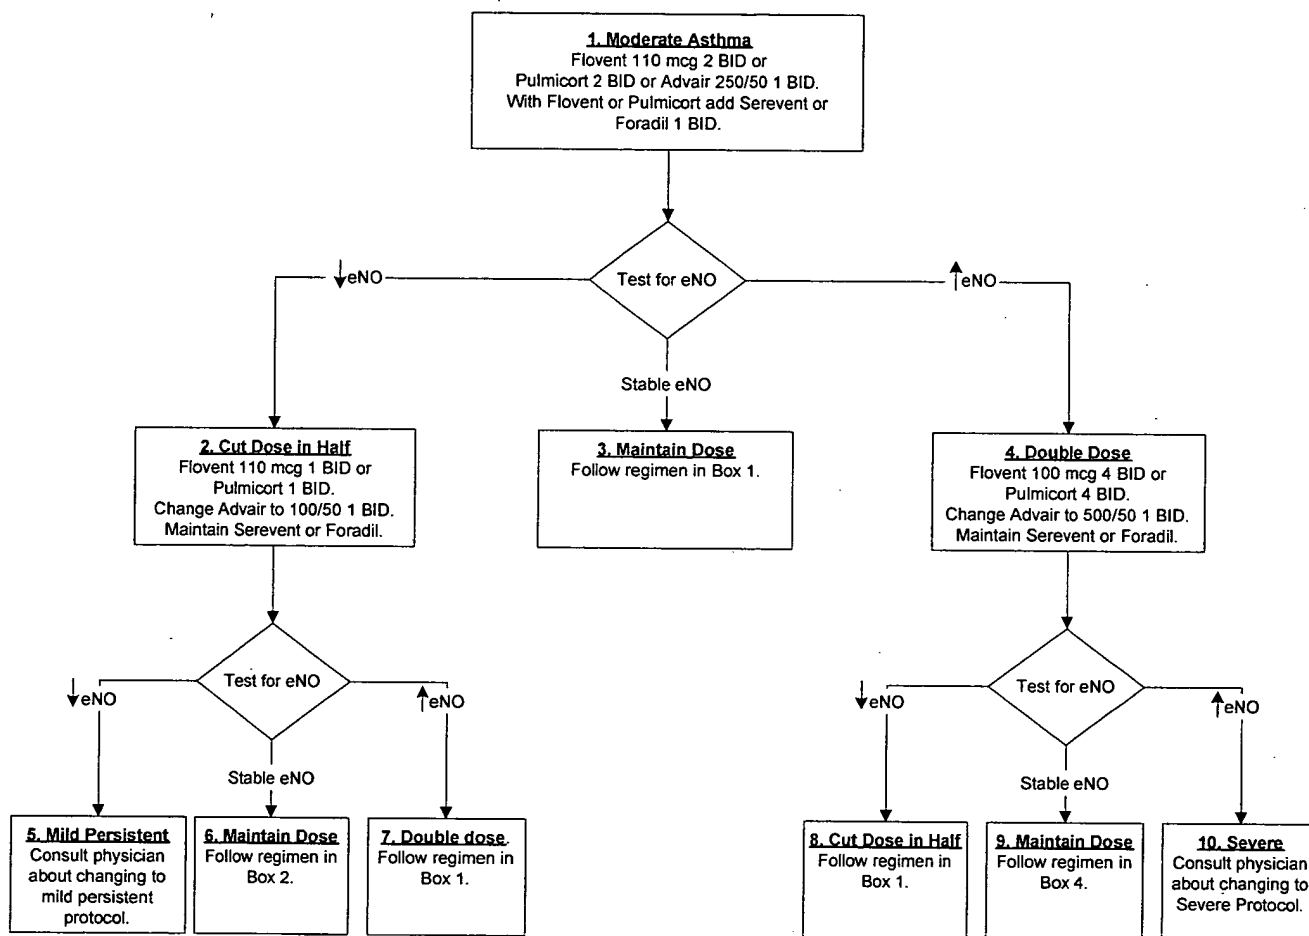 1. Moderate Asthma
Flovent 110 mcg 2 BID or
Pulmicort 2 BID or Advair 250/50 1 BID.
With Flovent or Pulmicort add Serevent or
Foradil 1 BID.
↓eNO
Test for eNO
↑eNO
Stable eNO
2. Cut Dose in Half
Flovent 110 mcg 1 BID or
Pulmicort 1 BID.
Change Advair to 100/50 1 BID.
Maintain Serevent or Foradil.
3. Maintain Dose
Follow regimen in Box 1.
4. Double Dose
Flovent 100 mcg 4 BID or
Pulmicort 4 BID.
Change Advair to 500/50 1 BID.
Maintain Serevent or Foradil.
↓eNO
Test for eNO
↑eNO
Stable eNO
↓eNO
Test for eNO
↑eNO
Stable eNO
5. Mild Persistent
Consult physician
about changing to
mild persistent
protocol.
6. Maintain Dose
Follow regimen in
Box 2.
7. Double dose.
Follow regimen in
Box 1.
8. Cut Dose in Half
Follow regimen in
Box 1.
9. Maintain Dose
Follow regimen in
Box 4.
10. Severe
Consult physician
about changing to
Severe Protocol.